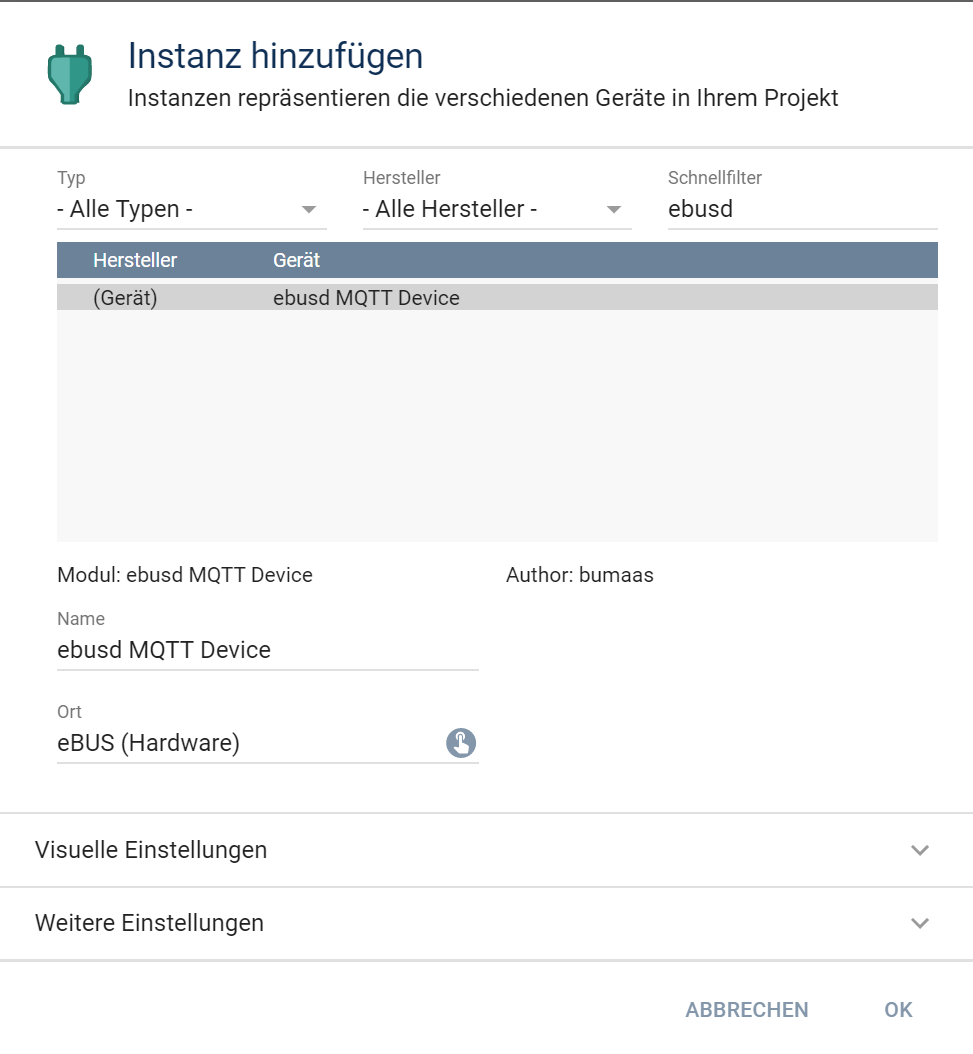 Instanz hinzufügen
Instanzen repräsentieren die verschiedenen Geräte in Ihrem Projekt
Typ Hersteller Schnellfilter
- Alle Typen - - Alle Hersteller - ebusd
Hersteller Gerät
(Gerät) ebusd MQTT Device
Modul: ebusd MQTT Device Author: bumaas
Name
ebusd MQTT Device
Ort
eBUS (Hardware)
Visuelle Einstellungen
Weitere Einstellungen
ABBRECHEN OK